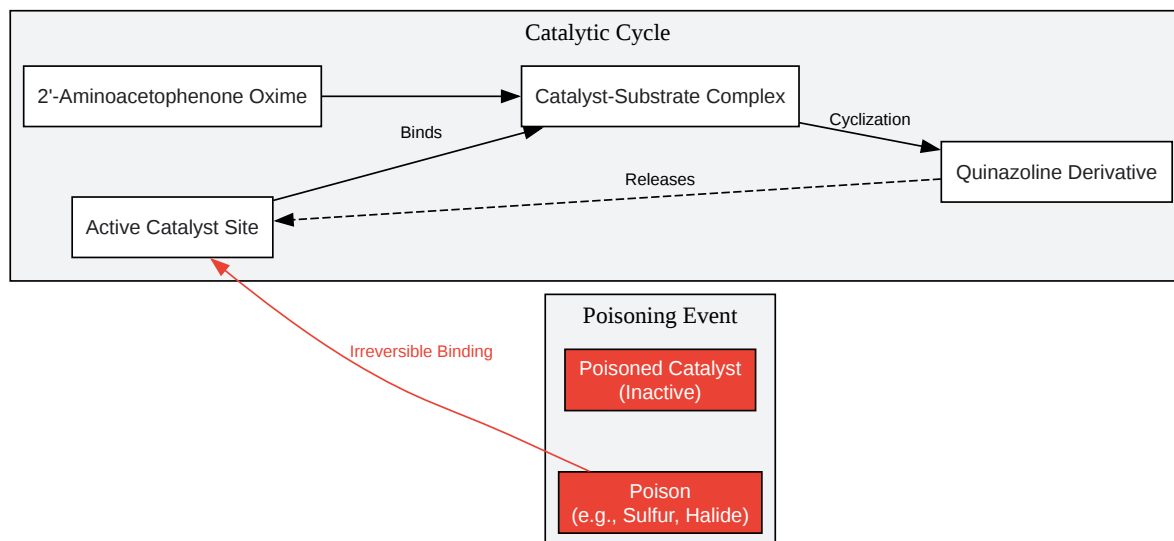 Catalytic Cycle
2'-Aminoacetophenone Oxime
Catalyst-Substrate Complex
Cyclization
Binds
Quinazoline Derivative
Releases
Active Catalyst Site
Poisoning Event
Irreversible Binding
Poisoned Catalyst
(Inactive)
Poison
(e.g., Sulfur, Halide)